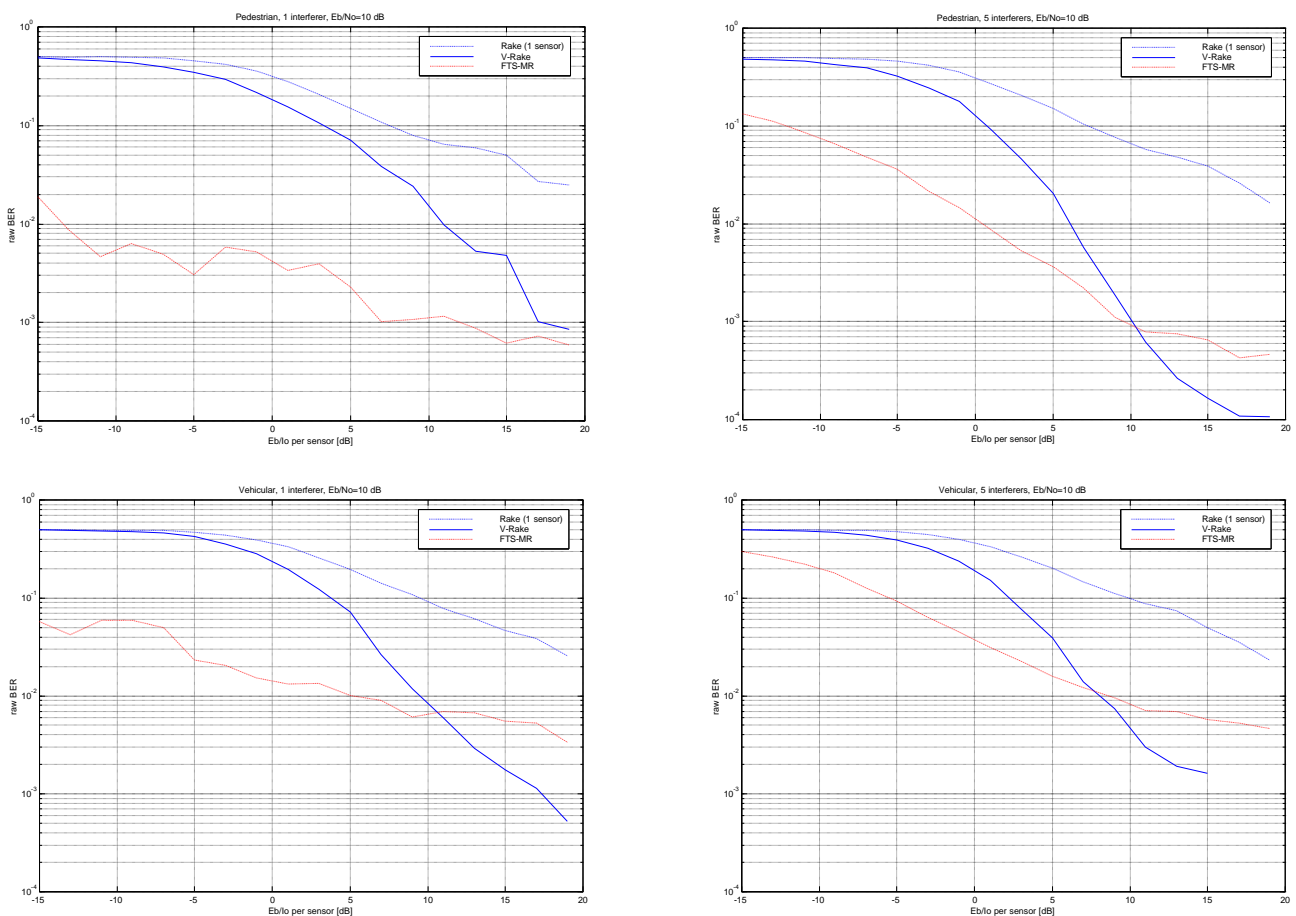 Pedestrian, 1 interferer, Eb/No=10 dB
10^0
10^-1
10^-2
10^-3
10^-4
raw BER
Rake (1 sensor)
V-Rake
FTS-MR
-15 -10 -5 0 5 10 15 20
Eb/Io per sensor [dB]
Pedestrian, 5 interferers, Eb/No=10 dB
10^0
10^-1
10^-2
10^-3
10^-4
raw BER
Rake (1 sensor)
V-Rake
FTS-MR
-15 -10 -5 0 5 10 15 20
Eb/Io per sensor [dB]
Vehicular, 1 interferer, Eb/No=10 dB
10^0
10^-1
10^-2
10^-3
10^-4
raw BER
Rake (1 sensor)
V-Rake
FTS-MR
-15 -10 -5 0 5 10 15 20
Eb/Io per sensor [dB]
Vehicular, 5 interferers, Eb/No=10 dB
10^0
10^-1
10^-2
10^-3
10^-4
raw BER
Rake (1 sensor)
V-Rake
FTS-MR
-15 -10 -5 0 5 10 15 20
Eb/Io per sensor [dB]